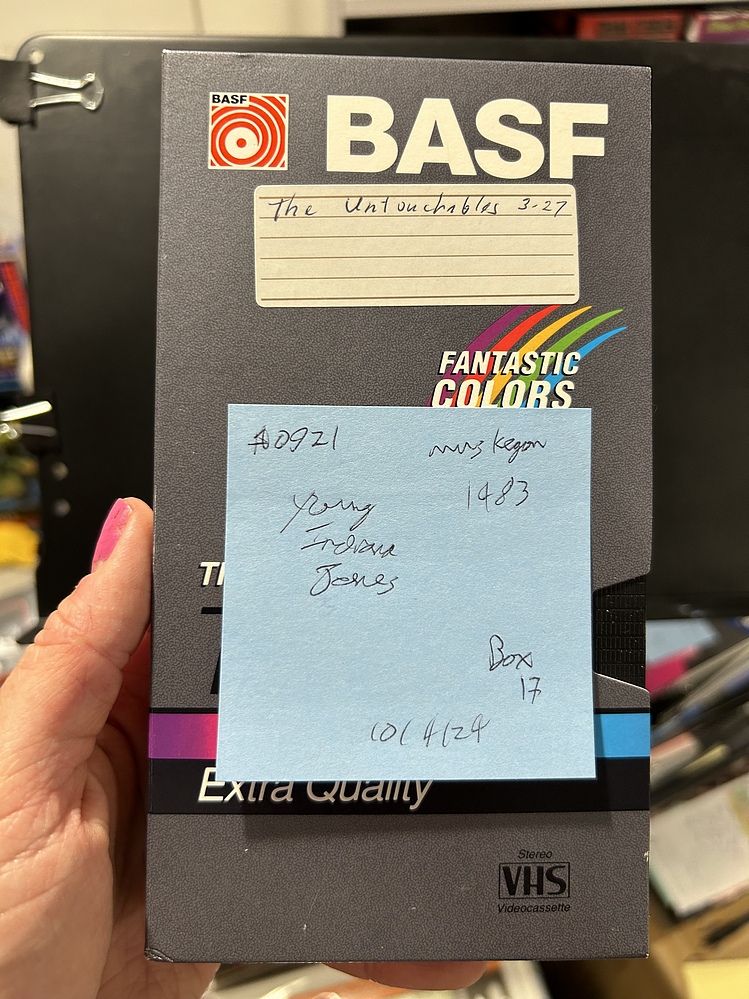 BASF
BASF
The Untouchables 3-27
FANTASTIC
COLORS
#0921 muskegon
1483
Young
Indiana
Jones
Box
17
10/4/24
Extra Quality
Stereo
VHS
Videocassette